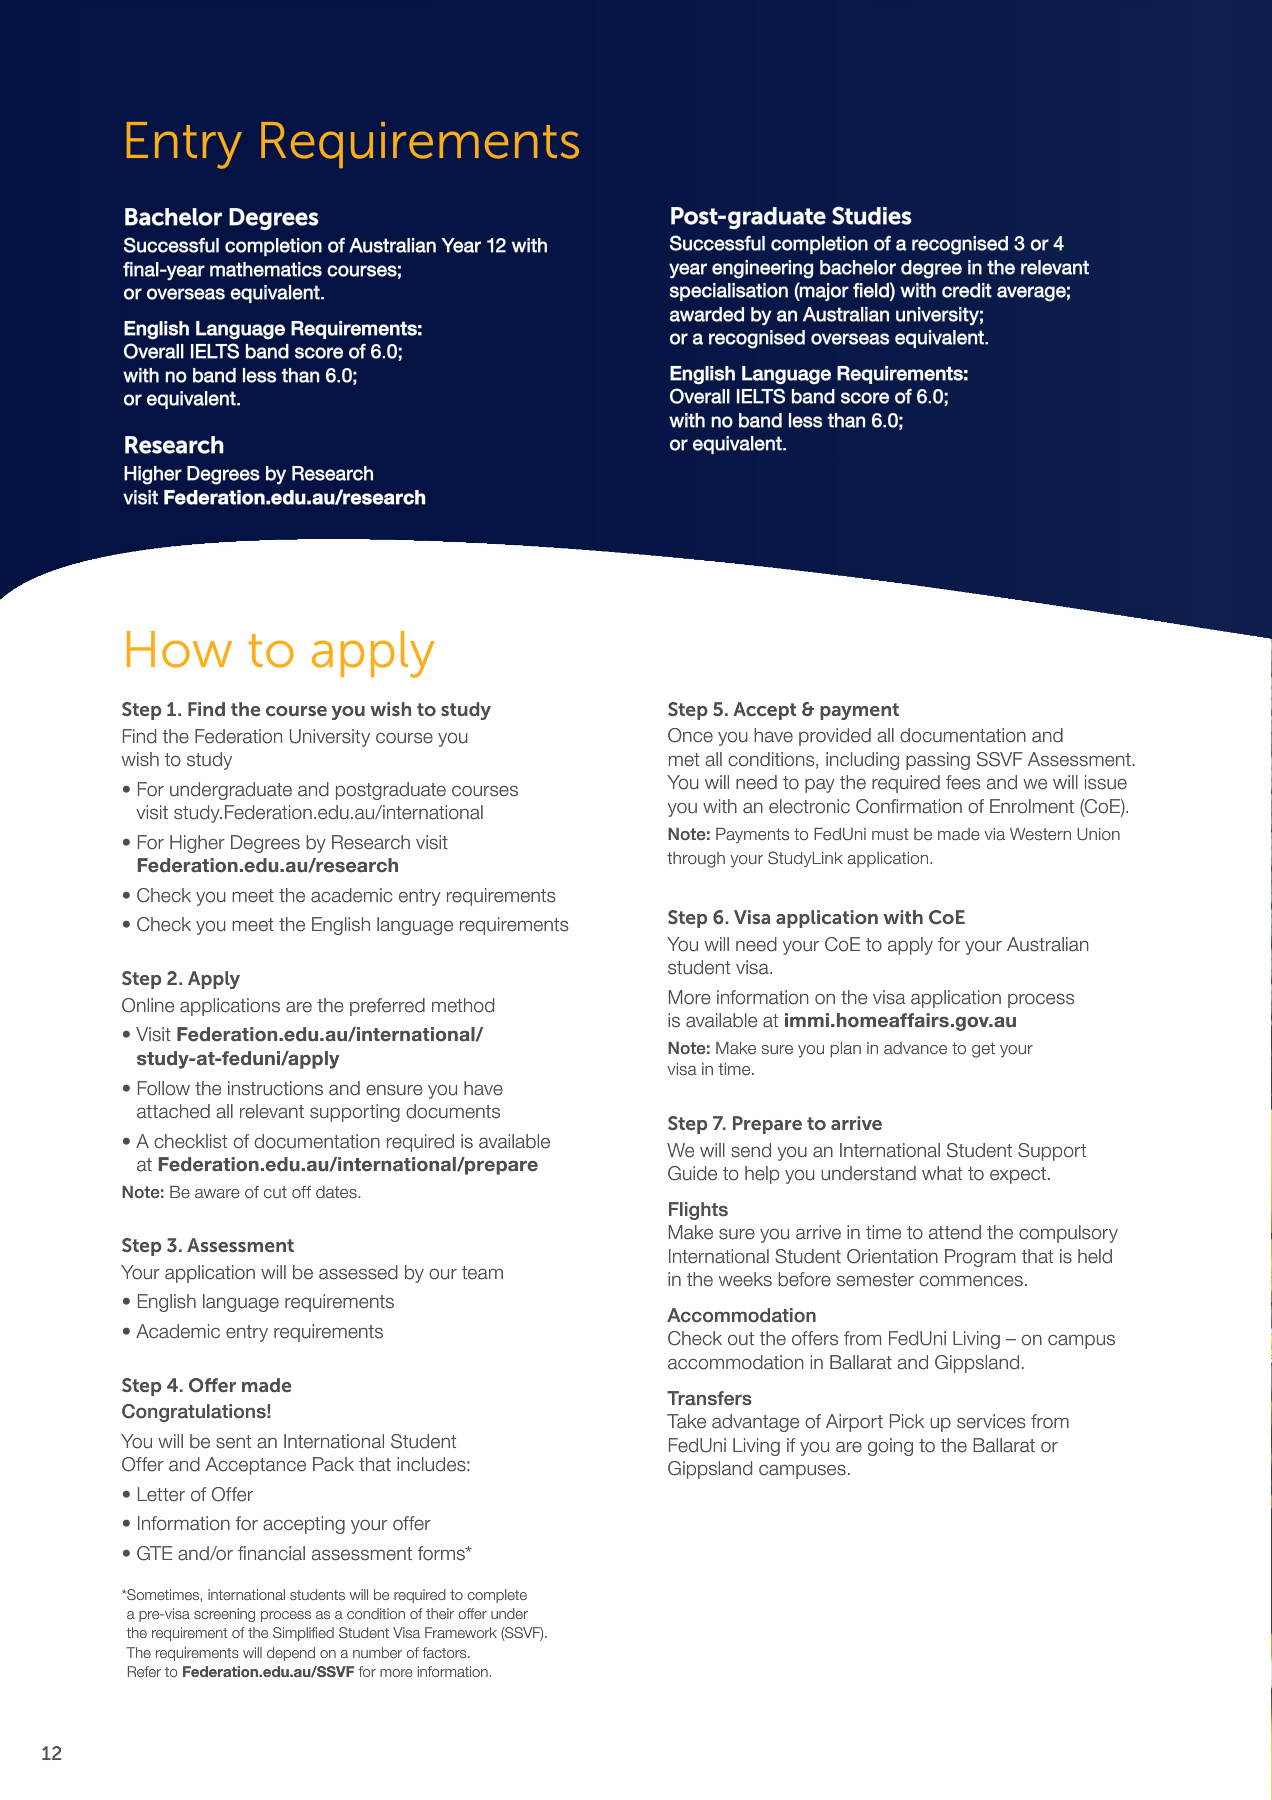 Entry Requirements
Bachelor Degrees
Successful completion of Australian Year 12 with
final-year mathematics courses;
or overseas equivalent.
English Language Requirements:
Overall IELTS band score of 6.0;
with no band less than 6.0;
or equivalent.
Research
Higher Degrees by Research
visit Federation.edu.au/research
Post-graduate Studies
Successful completion of a recognised 3 or 4
year engineering bachelor degree in the relevant
specialisation (major field) with credit average;
awarded by an Australian university;
or a recognised overseas equivalent.
English Language Requirements:
Overall IELTS band score of 6.0;
with no band less than 6.0;
or equivalent.
How to apply
Step 1. Find the course you wish to study
Find the Federation University course you
wish to study
• For undergraduate and postgraduate courses
visit study.Federation.edu.au/international
• For Higher Degrees by Research visit
Federation.edu.au/research
• Check you meet the academic entry requirements
• Check you meet the English language requirements
Step 2. Apply
Online applications are the preferred method
• Visit Federation.edu.au/international/
study-at-feduni/apply
• Follow the instructions and ensure you have
attached all relevant supporting documents
• A checklist of documentation required is available
at Federation.edu.au/international/prepare
Note: Be aware of cut off dates.
Step 3. Assessment
Your application will be assessed by our team
• English language requirements
• Academic entry requirements
Step 4. Offer made
Congratulations!
You will be sent an International Student
Offer and Acceptance Pack that includes:
• Letter of Offer
• Information for accepting your offer
• GTE and/or financial assessment forms*
*Sometimes, international students will be required to complete
a pre-visa screening process as a condition of their offer under
the requirement of the Simplified Student Visa Framework (SSVF).
The requirements will depend on a number of factors.
Refer to Federation.edu.au/SSVF for more information.
Step 5. Accept & payment
Once you have provided all documentation and
met all conditions, including passing SSVF Assessment.
You will need to pay the required fees and we will issue
you with an electronic Confirmation of Enrolment (CoE).
Note: Payments to FedUni must be made via Western Union
through your StudyLink application.
Step 6. Visa application with CoE
You will need your CoE to apply for your Australian
student visa.
More information on the visa application process
is available at immi.homeaffairs.gov.au
Note: Make sure you plan in advance to get your
visa in time.
Step 7. Prepare to arrive
We will send you an International Student Support
Guide to help you understand what to expect.
Flights
Make sure you arrive in time to attend the compulsory
International Student Orientation Program that is held
in the weeks before semester commences.
Accommodation
Check out the offers from FedUni Living – on campus
accommodation in Ballarat and Gippsland.
Transfers
Take advantage of Airport Pick up services from
FedUni Living if you are going to the Ballarat or
Gippsland campuses.
12